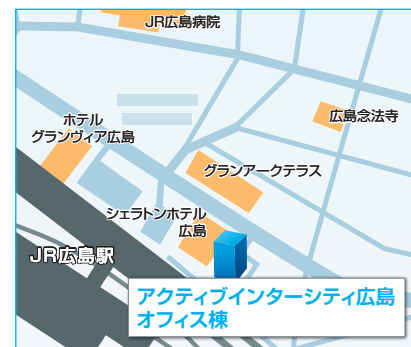 JR広島病院
ホテル
グランヴィア広島
広島念法寺
グランアークテラス
シェラトンホテル
広島
JR広島駅
アクティブインターシティ広島
オフィス棟